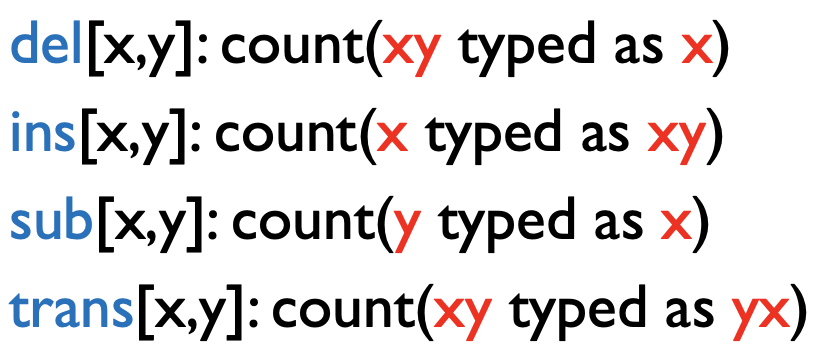 del[x,y]: count(xy typed as x)
ins[x,y]: count(x typed as xy)
sub[x,y]: count(y typed as x)
trans[x,y]: count(xy typed as yx)